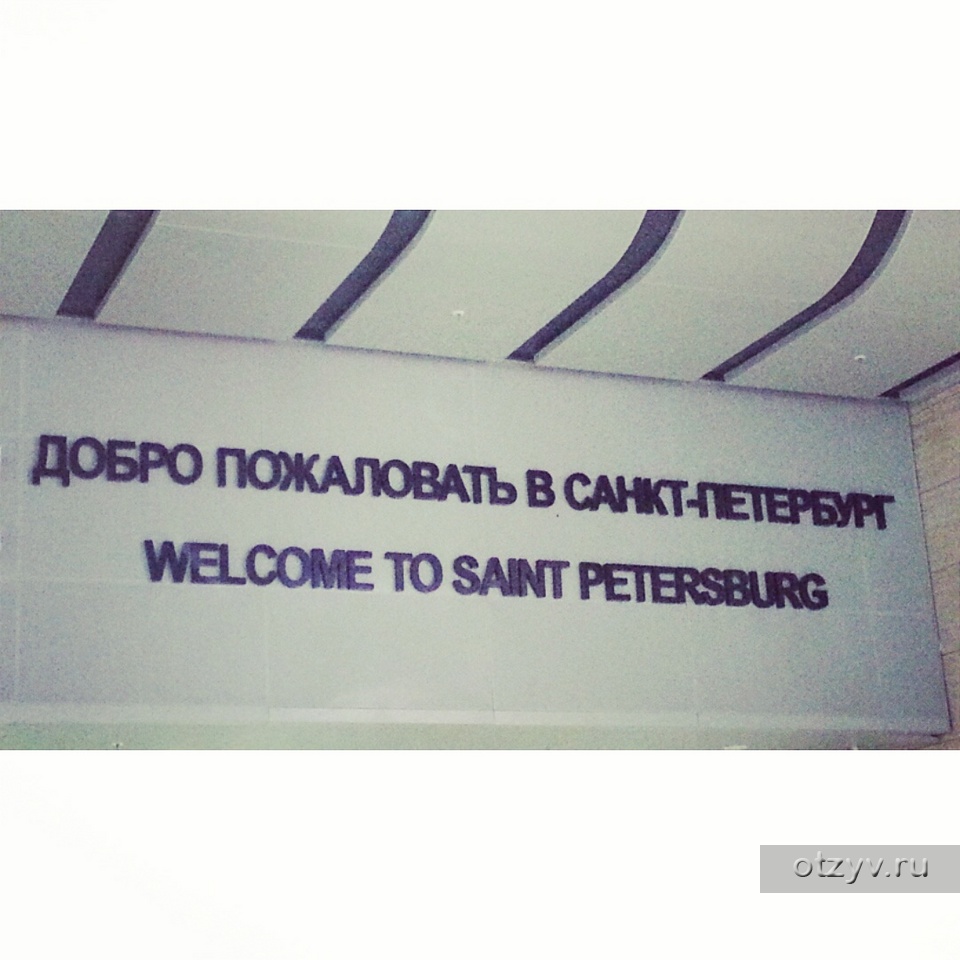 ДОБРО ПОЖАЛОВАТЬ В САНКТ-ПЕТЕРБУРГ
WELCOME TO SAINT PETERSBURG
otzyv.ru